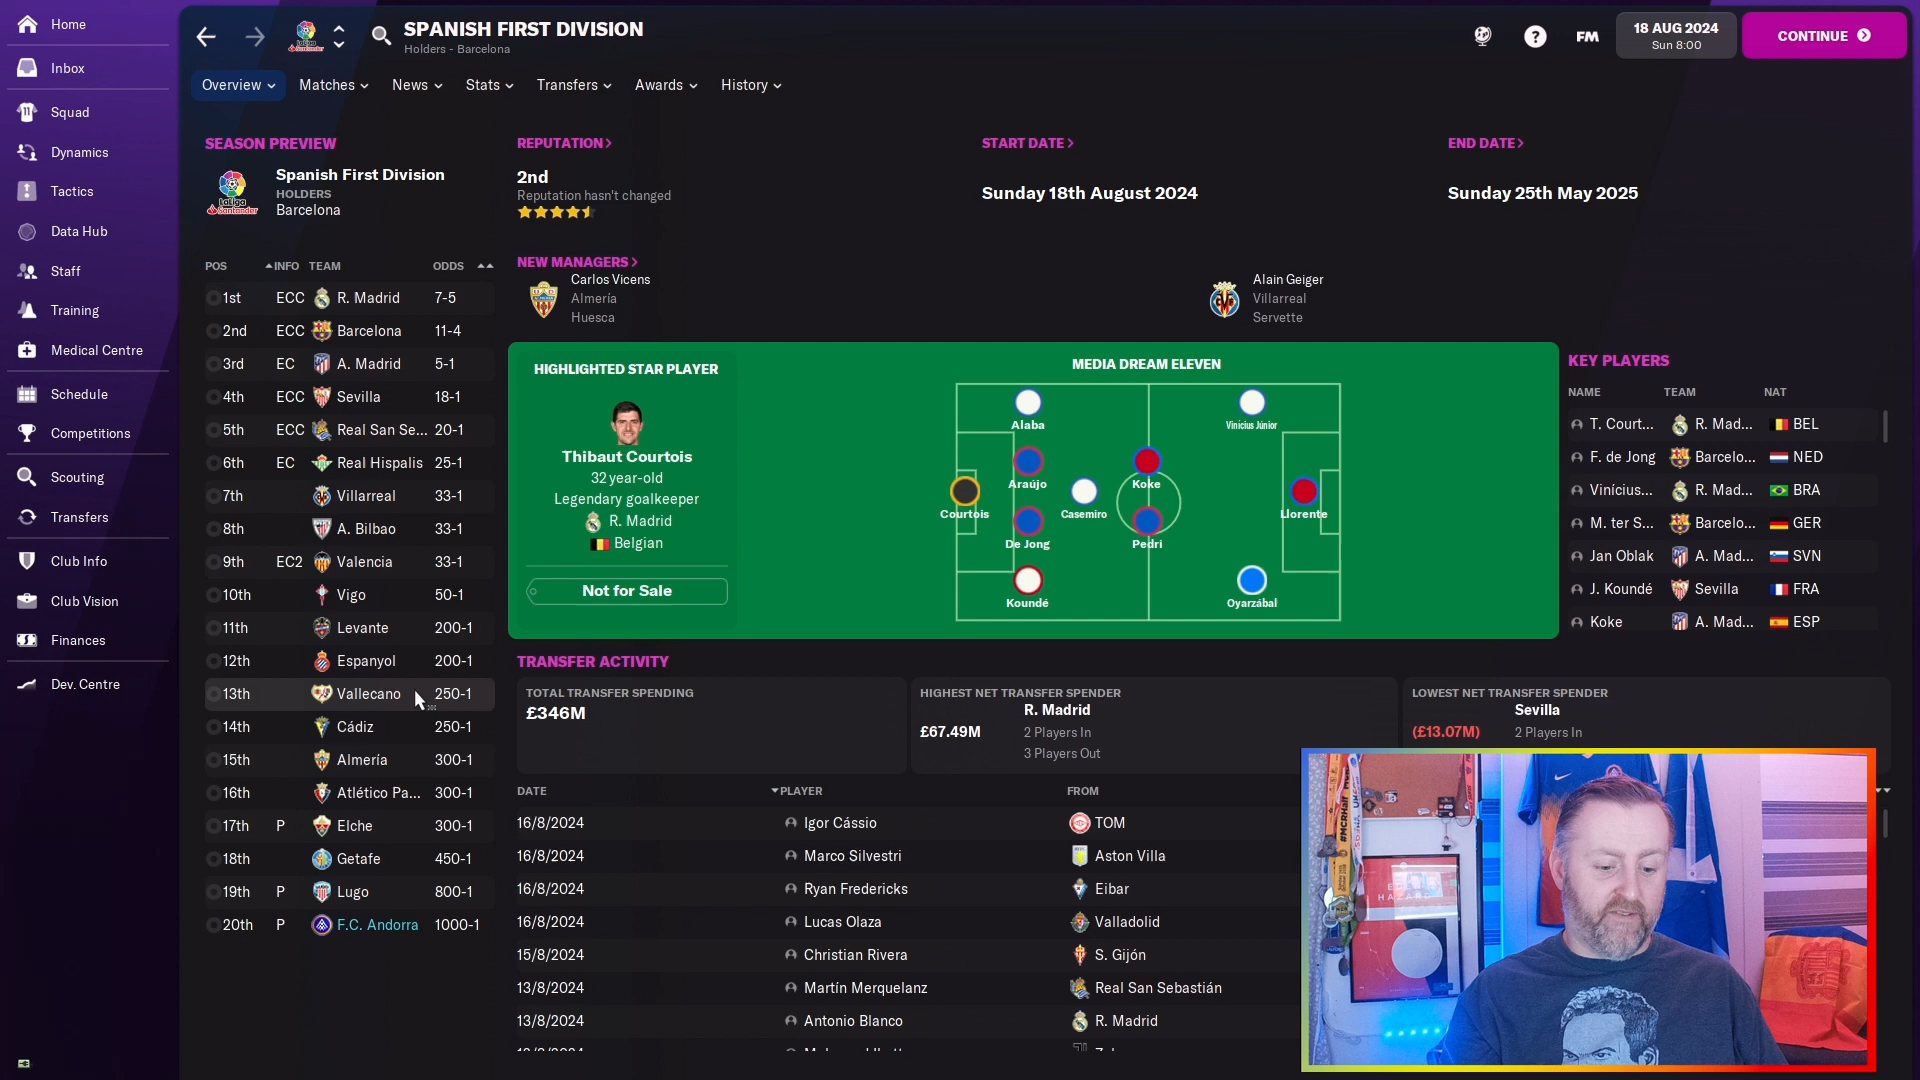 Home
Inbox
Squad
Dynamics
Tactics
Data Hub
Staff
Training
Medical Centre
Schedule
Competitions
Scouting
Transfers
Club Info
Club Vision
Finances
Dev. Centre
SPANISH FIRST DIVISION
Holders - Barcelona
FM
18 AUG 2024
Sun 8:00
CONTINUE
Overview Matches News Stats Transfers Awards History
SEASON PREVIEW
Spanish First Division
HOLDERS
Barcelona
REPUTATION
2nd
Reputation hasn't changed
START DATE
Sunday 18th August 2024
END DATE
Sunday 25th May 2025
POS INFO TEAM ODDS
1st ECC R. Madrid 7-5
2nd ECC Barcelona 11-4
3rd EC A. Madrid 5-1
4th ECC Sevilla 18-1
5th ECC Real San Se... 20-1
6th EC Real Hispalis 25-1
7th Villarreal 33-1
8th A. Bilbao 33-1
9th EC2 Valencia 33-1
10th Vigo 50-1
11th Levante 200-1
12th Espanyol 200-1
13th Vallecano 250-1
14th Cádiz 250-1
15th Almería 300-1
16th Atlético Pa... 300-1
17th P Elche 300-1
18th Getafe 450-1
19th P Lugo 800-1
20th P F.C. Andorra 1000-1
NEW MANAGERS
Carlos Vicens
Almería
Huesca
Alain Geiger
Villarreal
Servette
HIGHLIGHTED STAR PLAYER
Thibaut Courtois
32 year-old
Legendary goalkeeper
R. Madrid
Belgian
Not for Sale
MEDIA DREAM ELEVEN
Alaba
Vinícius Júnior
Araújo
Koke
Courtois
Casemiro
Llorente
De Jong
Pedri
Koundé
Oyarzábal
KEY PLAYERS
NAME TEAM NAT
T. Court... R. Mad... BEL
F. de Jong Barcelo... NED
Vinícius... R. Mad... BRA
M. ter S... Barcelo... GER
Jan Oblak A. Mad... SVN
J. Koundé Sevilla FRA
Koke A. Mad... ESP
TRANSFER ACTIVITY
TOTAL TRANSFER SPENDING
£346M
HIGHEST NET TRANSFER SPENDER
R. Madrid
£67.49M 2 Players In
3 Players Out
LOWEST NET TRANSFER SPENDER
Sevilla
(£13.07M) 2 Players In
DATE PLAYER FROM
16/8/2024 Igor Cássio TOM
16/8/2024 Marco Silvestri Aston Villa
16/8/2024 Ryan Fredericks Eibar
16/8/2024 Lucas Olaza Valladolid
15/8/2024 Christian Rivera S. Gijón
13/8/2024 Martín Merquelanz Real San Sebastián
13/8/2024 Antonio Blanco R. Madrid